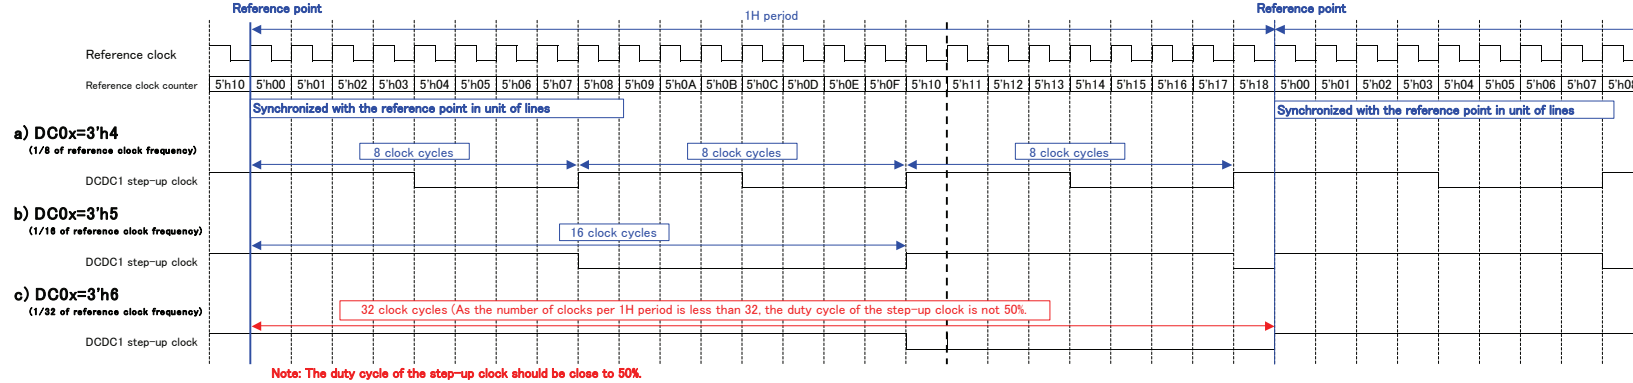 Reference point Reference point
1H period
Reference clock
Reference clock counter 5'h10 5'h00 5'h01 5'h02 5'h03 5'h04 5'h05 5'h06 5'h07 5'h08 5'h09 5'h0A 5'h0B 5'h0C 5'h0D 5'h0E 5'h0F 5'h10 5'h11 5'h12 5'h13 5'h14 5'h15 5'h16 5'h17 5'h18 5'h00 5'h01 5'h02 5'h03 5'h04 5'h05 5'h06 5'h07 5'h08
Synchronized with the reference point in unit of lines Synchronized with the reference point in unit of lines
a) DC0x=3'h4
(1/8 of reference clock frequency) 8 clock cycles 8 clock cycles 8 clock cycles
DCDC1 step-up clock
b) DC0x=3'h5
(1/16 of reference clock frequency) 16 clock cycles
DCDC1 step-up clock
c) DC0x=3'h6
(1/32 of reference clock frequency) 32 clock cycles (As the number of clocks per 1H period is less than 32, the duty cycle of the step-up clock is not 50%.
DCDC1 step-up clock
Note: The duty cycle of the step-up clock should be close to 50%.